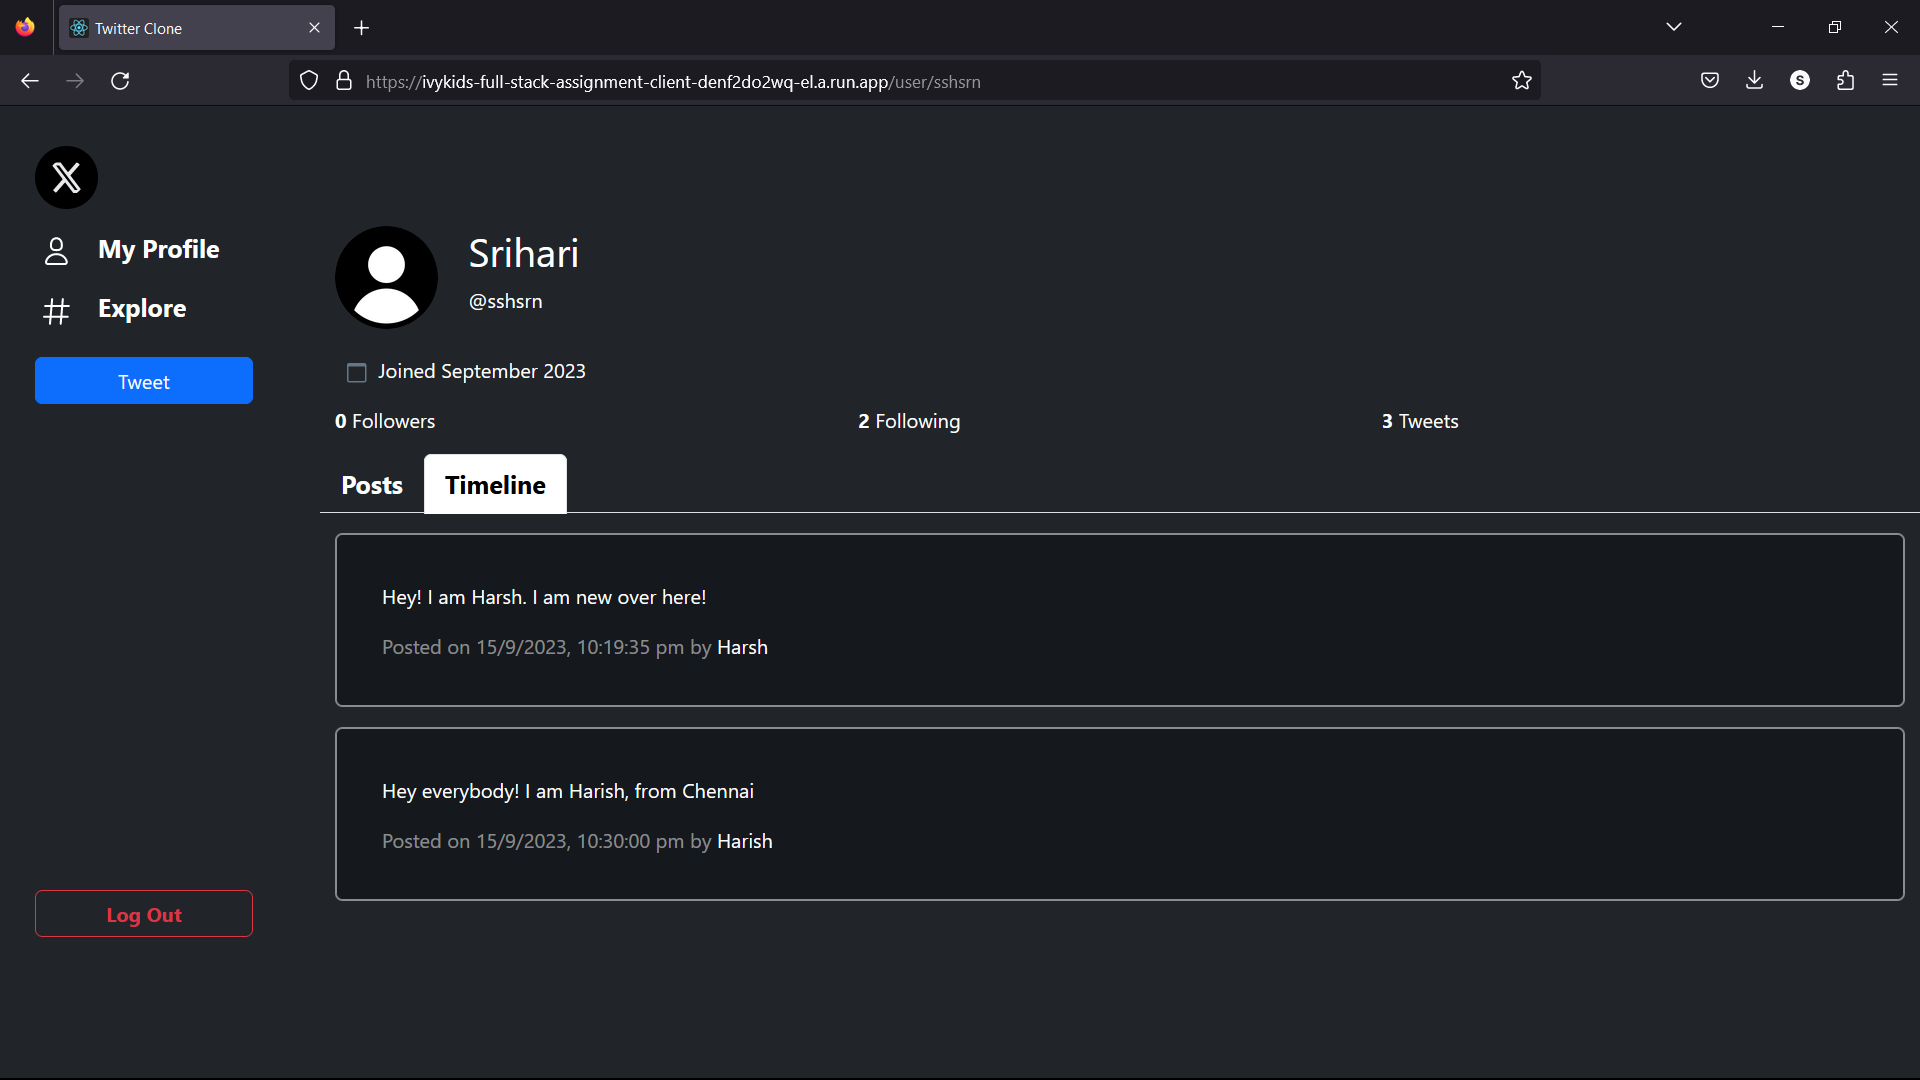 Twitter Clone
https://ivykids-full-stack-assignment-client-denf2do2wq-el.a.run.app/user/sshsrn
S
X
My Profile
Explore
Tweet
Log Out
Srihari
@sshsrn
Joined September 2023
0 Followers
2 Following
3 Tweets
Posts
Timeline
Hey! I am Harsh. I am new over here!
Posted on 15/9/2023, 10:19:35 pm by Harsh
Hey everybody! I am Harish, from Chennai
Posted on 15/9/2023, 10:30:00 pm by Harish